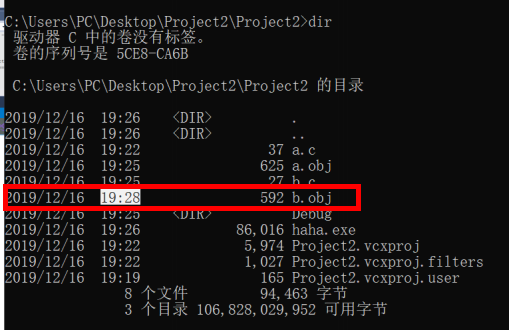 C:\Users\PC\Desktop\Project2\Project2>dir
驱动器 C 中的卷没有标签。
卷的序列号是 5CE8-CA6B
C:\Users\PC\Desktop\Project2\Project2 的目录
2019/12/16 19:26 <DIR> .
2019/12/16 19:26 <DIR> ..
2019/12/16 19:22 37 a.c
2019/12/16 19:25 625 a.obj
2019/12/16 19:25 27 b.c
2019/12/16 19:28 592 b.obj
2019/12/16 19:25 <DIR> Debug
2019/12/16 19:26 86,016 haha.exe
2019/12/16 19:22 5,974 Project2.vcxproj
2019/12/16 19:22 1,027 Project2.vcxproj.filters
2019/12/16 19:19 165 Project2.vcxproj.user
8 个文件 94,463 字节
3 个目录 106,828,029,952 可用字节